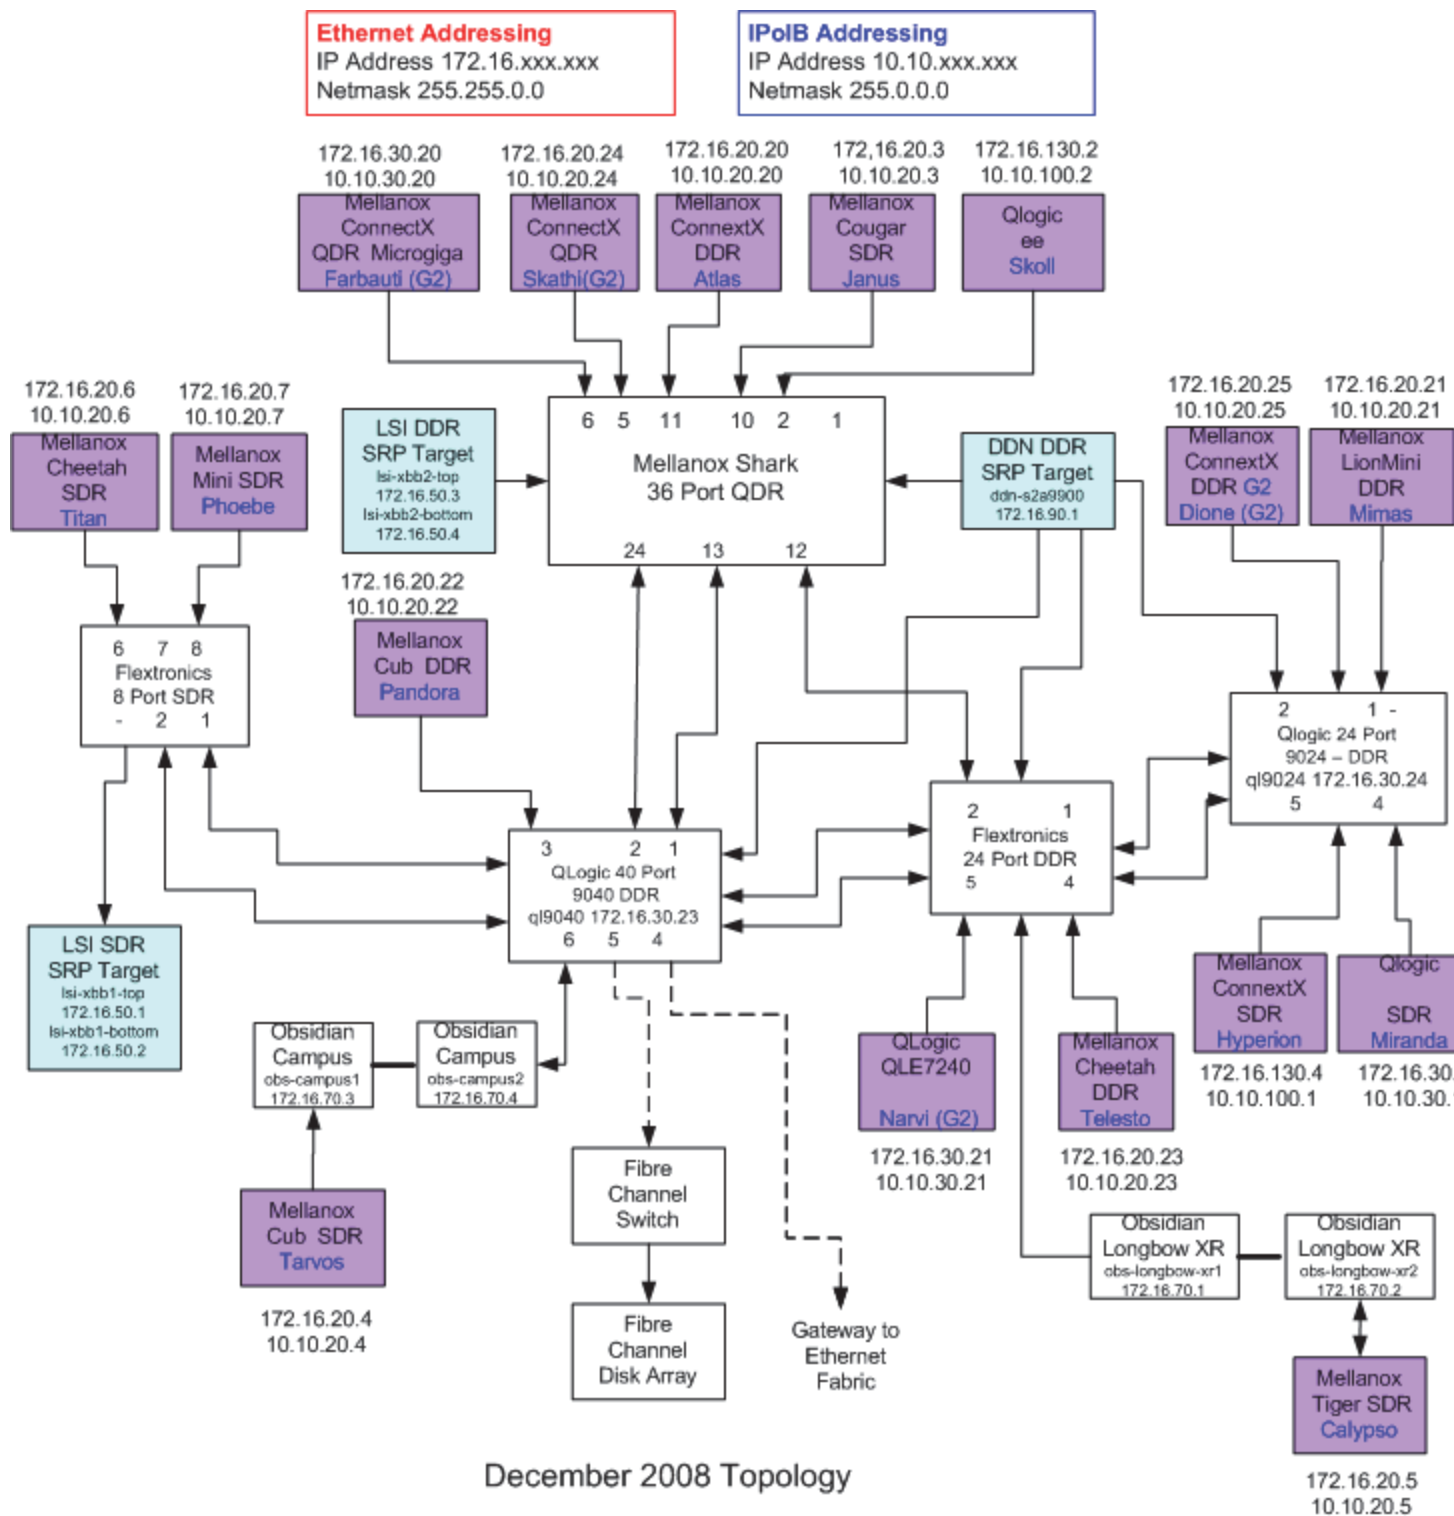 Ethernet Addressing
IP Address 172.16.xxx.xxx
Netmask 255.255.0.0
IPoIB Addressing
IP Address 10.10.xxx.xxx
Netmask 255.0.0.0
172.16.30.20
10.10.30.20
Mellanox
ConnectX
QDR Microgiga
Farbauti (G2)
172.16.20.24
10.10.20.24
Mellanox
ConnectX
QDR
Skathi(G2)
172.16.20.20
10.10.20.20
Mellanox
ConnextX
DDR
Atlas
172,16.20.3
10.10.20.3
Mellanox
Cougar
SDR
Janus
172.16.130.2
10.10.100.2
Qlogic
ee
Skoll
172.16.20.6
10.10.20.6
Mellanox
Cheetah
SDR
Titan
172.16.20.7
10.10.20.7
Mellanox
Mini SDR
Phoebe
LSI DDR
SRP Target
lsi-xbb2-top
172.16.50.3
lsi-xbb2-bottom
172.16.50.4
6 5 11 10 2 1
Mellanox Shark
36 Port QDR
24 13 12
DDN DDR
SRP Target
ddn-s2a9900
172.16.90.1
172.16.20.25
10.10.20.25
Mellanox
ConnextX
DDR G2
Dione (G2)
172.16.20.21
10.10.20.21
Mellanox
LionMini
DDR
Mimas
172.16.20.22
10.10.20.22
Mellanox
Cub DDR
Pandora
6 7 8
Flextronics
8 Port SDR
- 2 1
2 1 -
Qlogic 24 Port
9024 – DDR
ql9024 172.16.30.24
5 4
2 1
Flextronics
24 Port DDR
5 4
3 2 1
QLogic 40 Port
9040 DDR
ql9040 172.16.30.23
6 5 4
LSI SDR
SRP Target
lsi-xbb1-top
172.16.50.1
lsi-xbb1-bottom
172.16.50.2
Obsidian
Campus
obs-campus1
172.16.70.3
Obsidian
Campus
obs-campus2
172.16.70.4
QLogic
QLE7240
Narvi (G2)
172.16.30.21
10.10.30.21
Mellanox
Cheetah
DDR
Telesto
172.16.20.23
10.10.20.23
Mellanox
ConnextX
SDR
Hyperion
172.16.130.4
10.10.100.1
Qlogic
SDR
Miranda
172.16.30.
10.10.30.
Mellanox
Cub SDR
Tarvos
172.16.20.4
10.10.20.4
Fibre
Channel
Switch
Fibre
Channel
Disk Array
Gateway to
Ethernet
Fabric
Obsidian
Longbow XR
obs-longbow-xr1
172.16.70.1
Obsidian
Longbow XR
obs-longbow-xr2
172.16.70.2
Mellanox
Tiger SDR
Calypso
172.16.20.5
10.10.20.5
December 2008 Topology